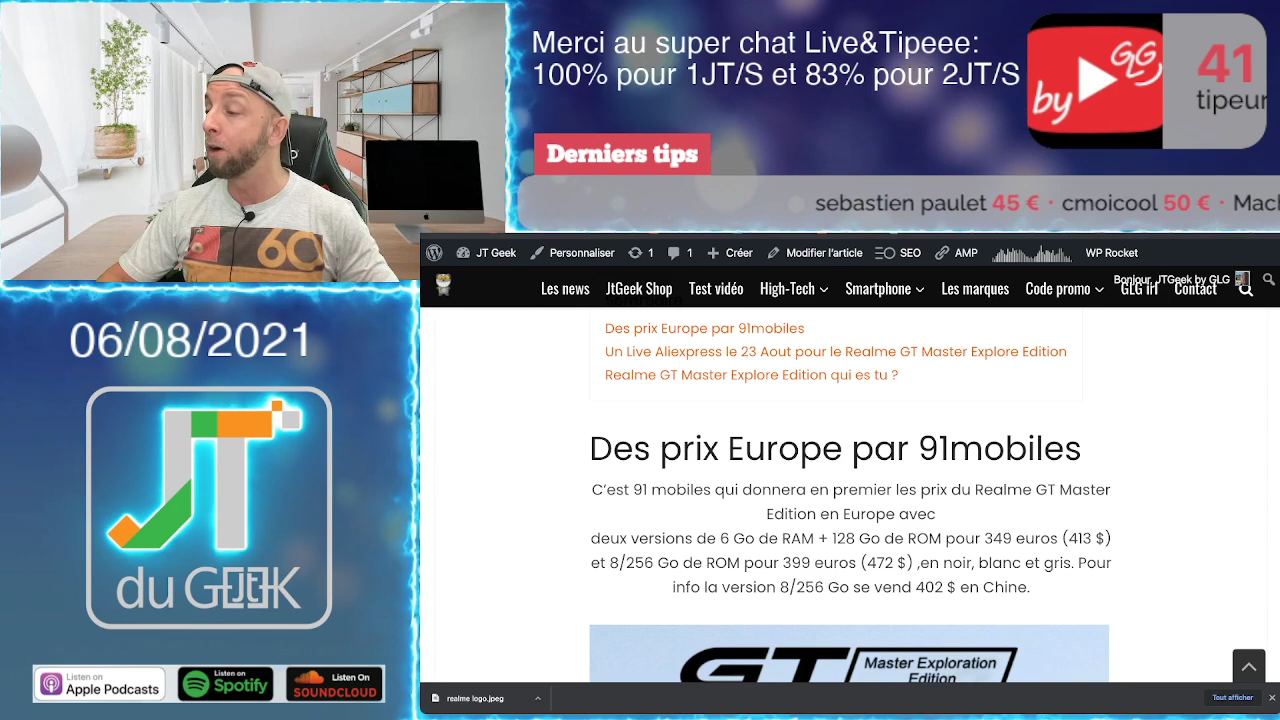 Merci au super chat Live&Tipeee:
100% pour 1JT/S et 83% pour 2JT/S
by GLG
41
tipeur
Derniers tips
sebastien paulet 45 € · cmoicool 50 € · Mach
60
JT Geek Personnaliser 1 1 Créer Modifier l'article SEO AMP WP Rocket
Bonjour, JTGeek by GLG
Les news JtGeek Shop Test vidéo High-Tech Smartphone Les marques Code promo GLG Irl Contact
Sommaire
Des prix Europe par 91mobiles
Un Live Aliexpress le 23 Aout pour le Realme GT Master Explore Edition
Realme GT Master Explore Edition qui es tu ?
Des prix Europe par 91mobiles
C'est 91 mobiles qui donnera en premier les prix du Realme GT Master
Edition en Europe avec
deux versions de 6 Go de RAM + 128 Go de ROM pour 349 euros (413 $)
et 8/256 Go de ROM pour 399 euros (472 $) ,en noir, blanc et gris. Pour
info la version 8/256 Go se vend 402 $ en Chine.
GT Master Exploration
Edition
realme logo.jpeg
Tout afficher
06/08/2021
JT
du GEEK
Listen on
Apple Podcasts
Listen on
Spotify
Listen On
SOUNDCLOUD